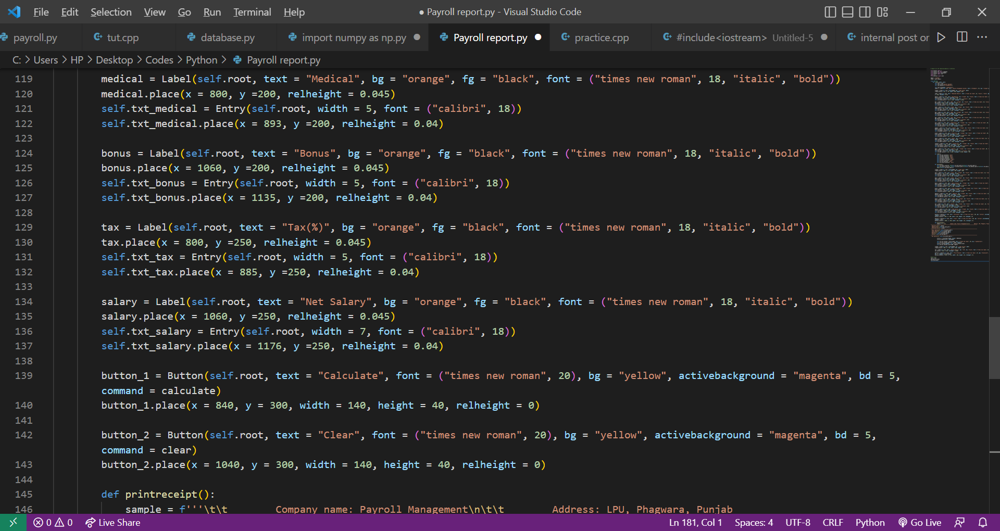 File Edit Selection View Go Run Terminal Help ● Payroll report.py - Visual Studio Code
payroll.py tut.cpp database.py import numpy as np.py ● Payroll report.py ● practice.cpp #include<iostream> Untitled-5 ● internal post or
C: > Users > HP > Desktop > Codes > Python > Payroll report.py
119 medical = Label(self.root, text = "Medical", bg = "orange", fg = "black", font = ("times new roman", 18, "italic", "bold"))
120 medical.place(x = 800, y =200, relheight = 0.045)
121 self.txt_medical = Entry(self.root, width = 5, font = ("calibri", 18))
122 self.txt_medical.place(x = 893, y =200, relheight = 0.04)
123
124 bonus = Label(self.root, text = "Bonus", bg = "orange", fg = "black", font = ("times new roman", 18, "italic", "bold"))
125 bonus.place(x = 1060, y =200, relheight = 0.045)
126 self.txt_bonus = Entry(self.root, width = 5, font = ("calibri", 18))
127 self.txt_bonus.place(x = 1135, y =200, relheight = 0.04)
128
129 tax = Label(self.root, text = "Tax(%)", bg = "orange", fg = "black", font = ("times new roman", 18, "italic", "bold"))
130 tax.place(x = 800, y =250, relheight = 0.045)
131 self.txt_tax = Entry(self.root, width = 5, font = ("calibri", 18))
132 self.txt_tax.place(x = 885, y =250, relheight = 0.04)
133
134 salary = Label(self.root, text = "Net Salary", bg = "orange", fg = "black", font = ("times new roman", 18, "italic", "bold"))
135 salary.place(x = 1060, y =250, relheight = 0.045)
136 self.txt_salary = Entry(self.root, width = 7, font = ("calibri", 18))
137 self.txt_salary.place(x = 1176, y =250, relheight = 0.04)
138
139 button_1 = Button(self.root, text = "Calculate", font = ("times new roman", 20), bg = "yellow", activebackground = "magenta", bd = 5,
command = calculate)
140 button_1.place(x = 840, y = 300, width = 140, height = 40, relheight = 0)
141
142 button_2 = Button(self.root, text = "Clear", font = ("times new roman", 20), bg = "yellow", activebackground = "magenta", bd = 5,
command = clear)
143 button_2.place(x = 1040, y = 300, width = 140, height = 40, relheight = 0)
144
145 def printreceipt():
146 sample = f'''\t\t Company name: Payroll Management\n\t\t Address: LPU, Phagwara, Punjab
0 0 Live Share Ln 181, Col 1 Spaces: 4 UTF-8 CRLF Python Go Live